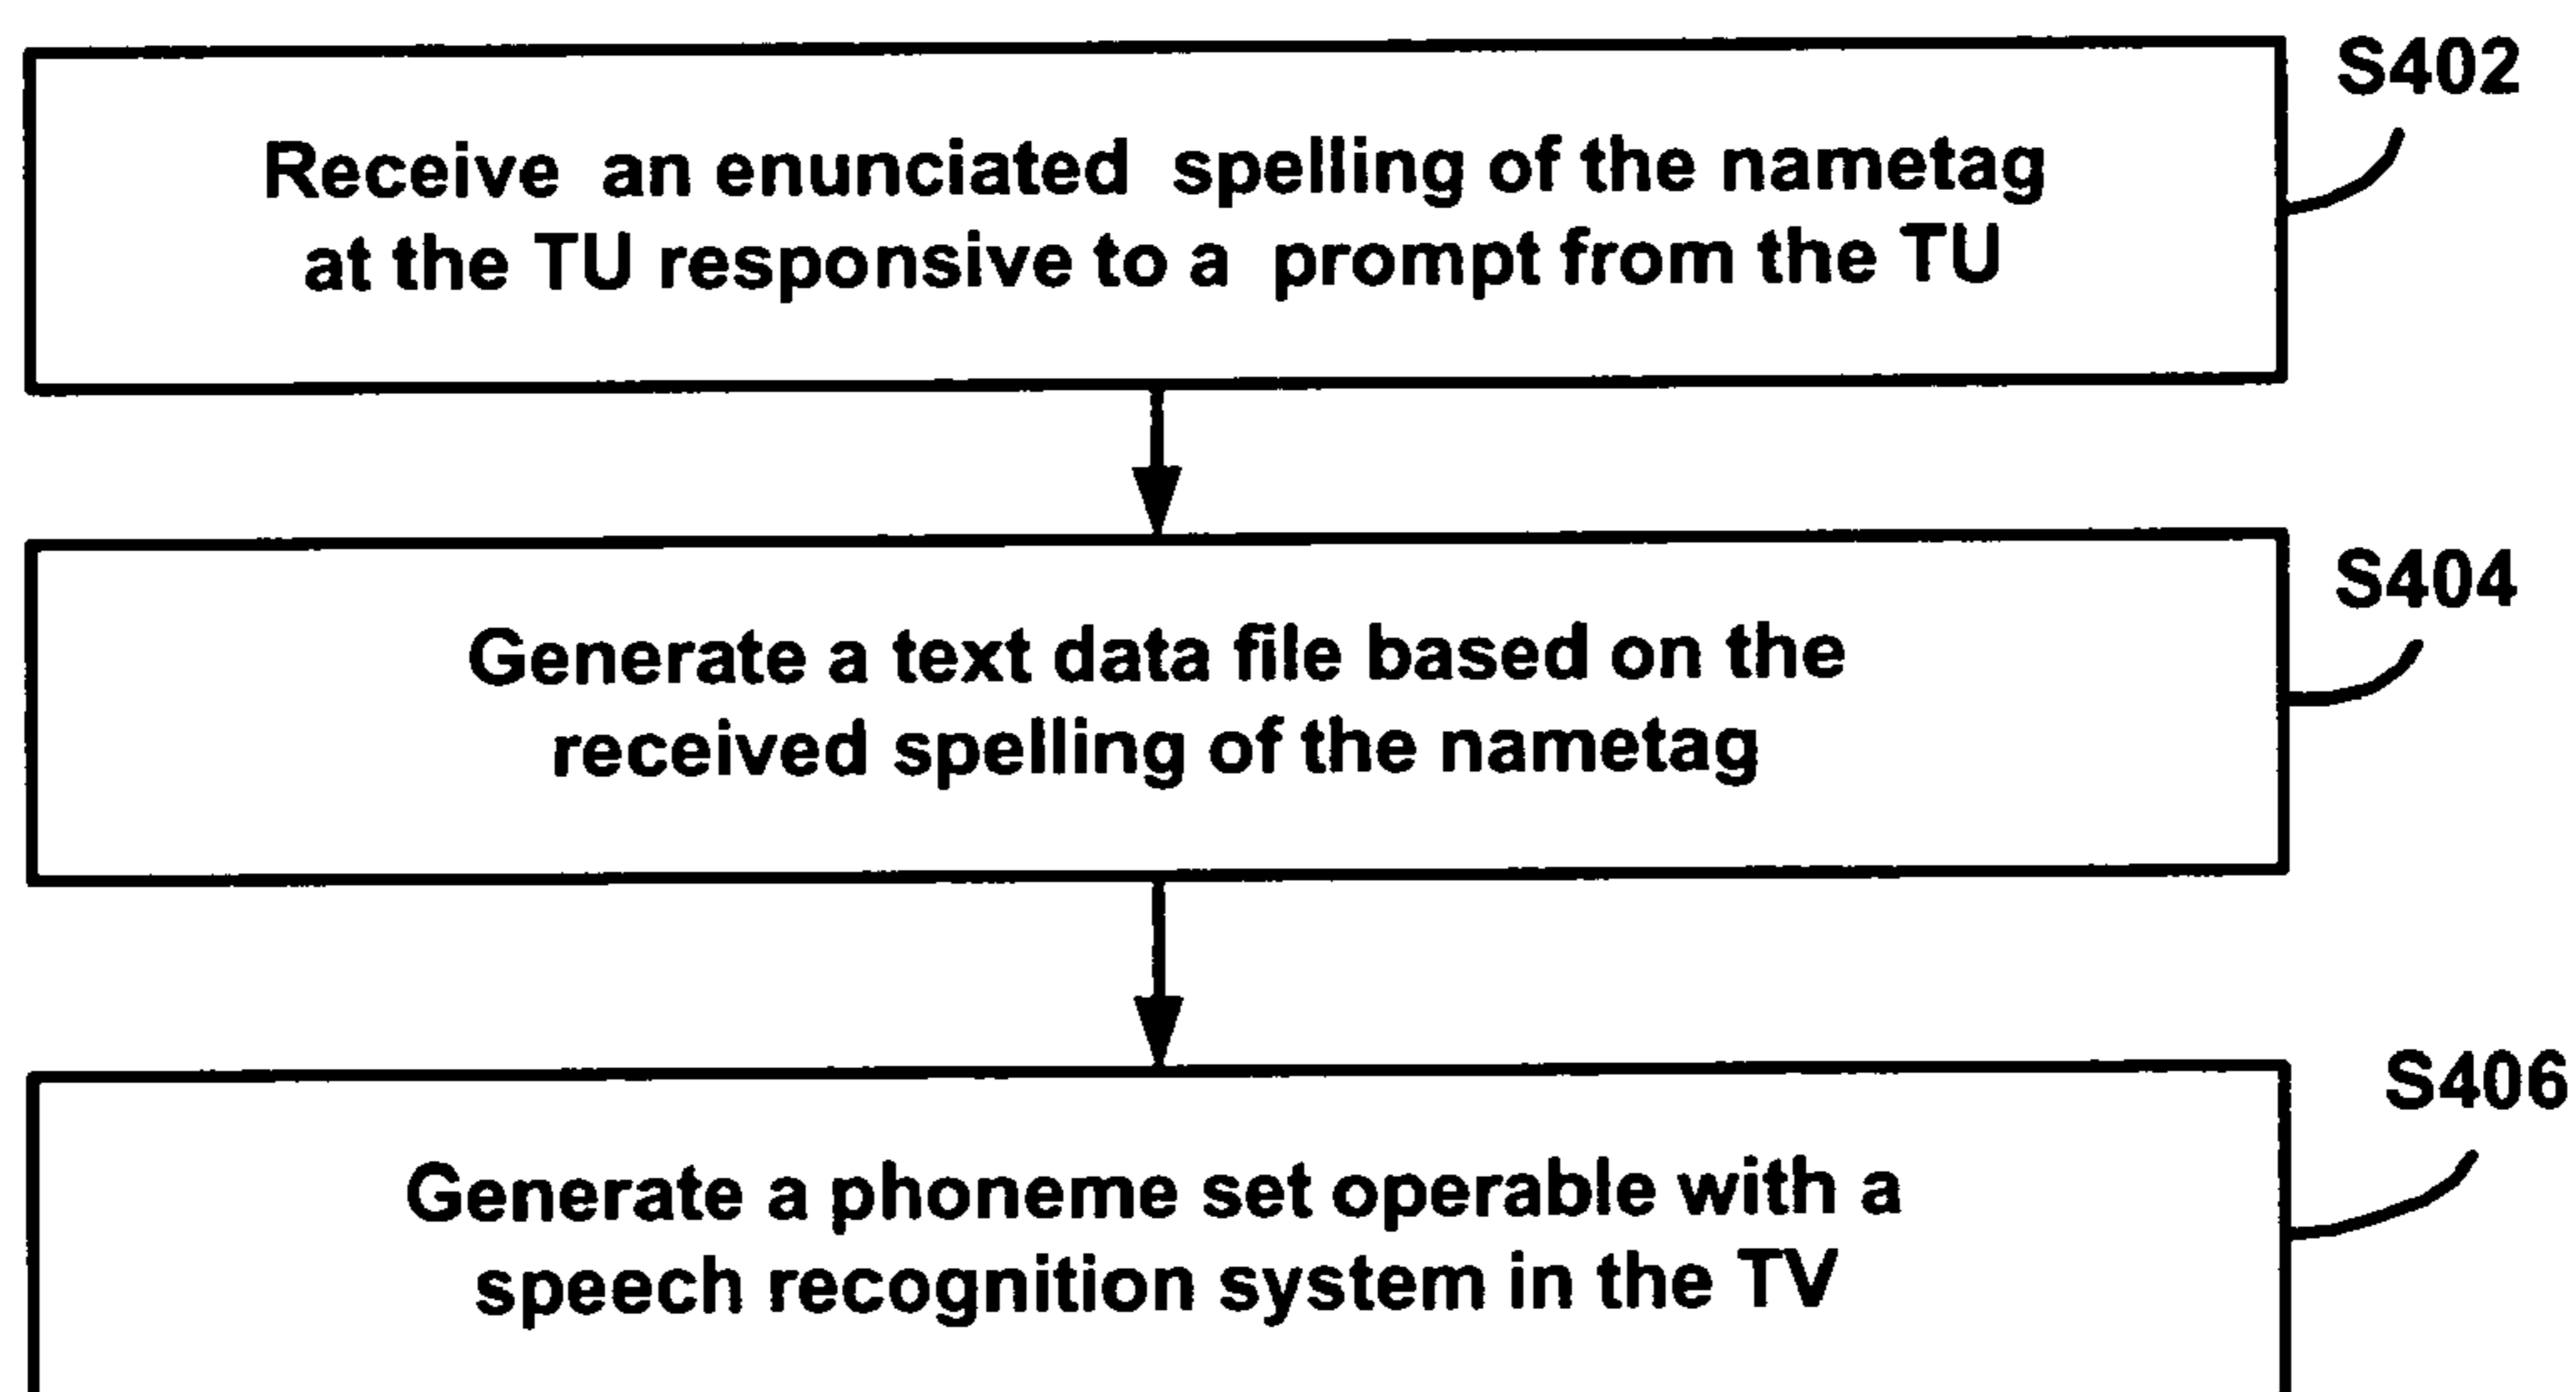 S402
Receive an enunciated spelling of the nametag
at the TU responsive to a prompt from the TU
S404
Generate a text data file based on the
received spelling of the nametag
S406
Generate a phoneme set operable with a
speech recognition system in the TV